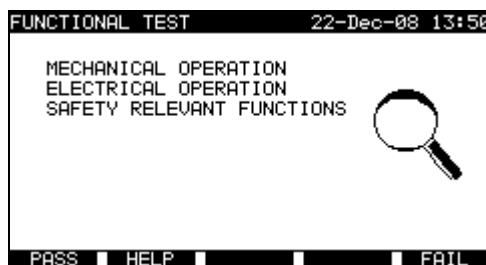 FUNCTIONAL TEST 22-Dec-08 13:50
MECHANICAL OPERATION
ELECTRICAL OPERATION
SAFETY RELEVANT FUNCTIONS
PASS HELP FAIL